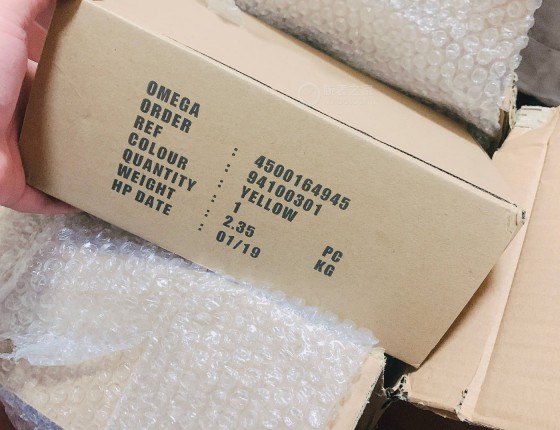 OMEGA
ORDER : 4500164945
REF : 94100301
COLOUR : YELLOW
QUANTITY : 1 PC
WEIGHT : 2.35 KG
HP DATE : 01/19